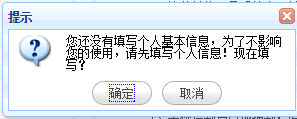 提示
您还没有填写个人基本信息，为了不影响
您的使用，请先填写个人信息！现在填
写？
确定
取消